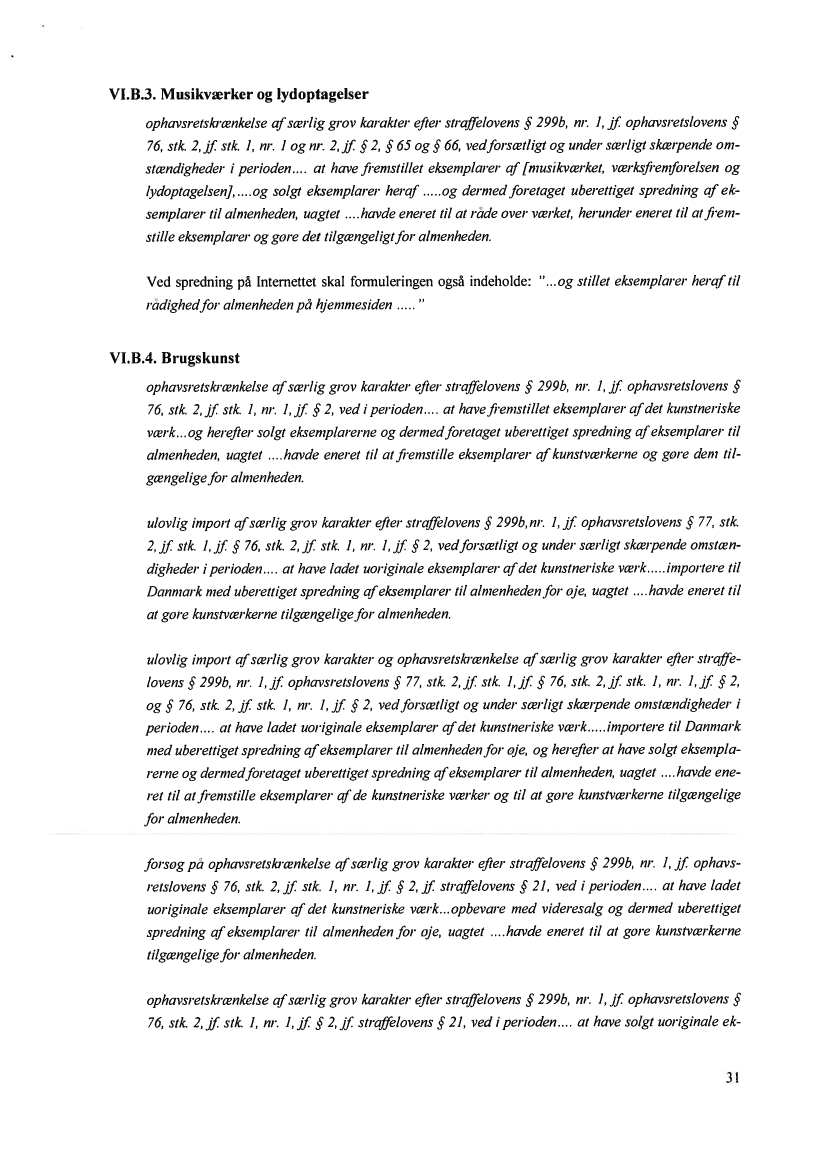 VI.B.3. Musikværker og lydoptagelser
ophavsretskrænkelse af særlig grov karakter efter straffelovens § 299b, nr. 1, jf. ophavsretslovens §
76, stk. 2, jf. stk. 1, nr. 1 og nr. 2, jf. § 2, § 65 og § 66, ved forsætligt og under særligt skærpende om-
stændigheder i perioden.... at have fremstillet eksemplarer af [musikværket, værksfremførelsen og
lydoptagelsen],....og solgt eksemplarer heraf .....og dermed foretaget uberettiget spredning af ek-
semplarer til almenheden, uagtet ....havde eneret til at råde over værket, herunder eneret til at frem-
stille eksemplarer og gøre det tilgængeligt for almenheden.
Ved spredning på Internettet skal formuleringen også indeholde: "...og stillet eksemplarer heraf til
rådighed for almenheden på hjemmesiden ....."
VI.B.4. Brugskunst
ophavsretskrænkelse af særlig grov karakter efter straffelovens § 299b, nr. 1, jf. ophavsretslovens §
76, stk. 2, jf. stk. 1, nr. 1, jf. § 2, ved i perioden.... at have fremstillet eksemplarer af det kunstneriske
værk...og herefter solgt eksemplarerne og dermed foretaget uberettiget spredning af eksemplarer til
almenheden, uagtet ....havde eneret til at fremstille eksemplarer af kunstværkerne og gøre dem til-
gængelige for almenheden.
ulovlig import af særlig grov karakter efter straffelovens § 299b, nr. 1, jf. ophavsretslovens § 77, stk.
2, jf. stk. 1, jf. § 76, stk. 2, jf. stk. 1, nr. 1, jf. § 2, ved forsætligt og under særligt skærpende omstæn-
digheder i perioden.... at have ladet uoriginale eksemplarer af det kunstneriske værk.....importere til
Danmark med uberettiget spredning af eksemplarer til almenheden for øje, uagtet ....havde eneret til
at gøre kunstværkerne tilgængelige for almenheden.
ulovlig import af særlig grov karakter og ophavsretskrænkelse af særlig grov karakter efter straffe-
lovens § 299b, nr. 1, jf. ophavsretslovens § 77, stk. 2, jf. stk. 1, jf. § 76, stk. 2, jf. stk. 1, nr. 1, jf. § 2,
og § 76, stk. 2, jf. stk. 1, nr. 1, jf. § 2, ved forsætligt og under særligt skærpende omstændigheder i
perioden.... at have ladet uoriginale eksemplarer af det kunstneriske værk.....importere til Danmark
med uberettiget spredning af eksemplarer til almenheden for øje, og herefter at have solgt eksempla-
rerne og dermed foretaget uberettiget spredning af eksemplarer til almenheden, uagtet ....havde ene-
ret til at fremstille eksemplarer af de kunstneriske værker og til at gøre kunstværkerne tilgængelige
for almenheden.
forsøg på ophavsretskrænkelse af særlig grov karakter efter straffelovens § 299b, nr. 1, jf. ophavs-
retslovens § 76, stk. 2, jf. stk. 1, nr. 1, jf. § 2, jf. straffelovens § 21, ved i perioden.... at have ladet
uoriginale eksemplarer af det kunstneriske værk...opbevare med videresalg og dermed uberettiget
spredning af eksemplarer til almenheden for øje, uagtet ....havde eneret til at gøre kunstværkerne
tilgængelige for almenheden.
ophavsretskrænkelse af særlig grov karakter efter straffelovens § 299b, nr. 1, jf. ophavsretslovens §
76, stk. 2, jf. stk. 1, nr. 1, jf. § 2, jf. straffelovens § 21, ved i perioden.... at have solgt uoriginale ek-
31